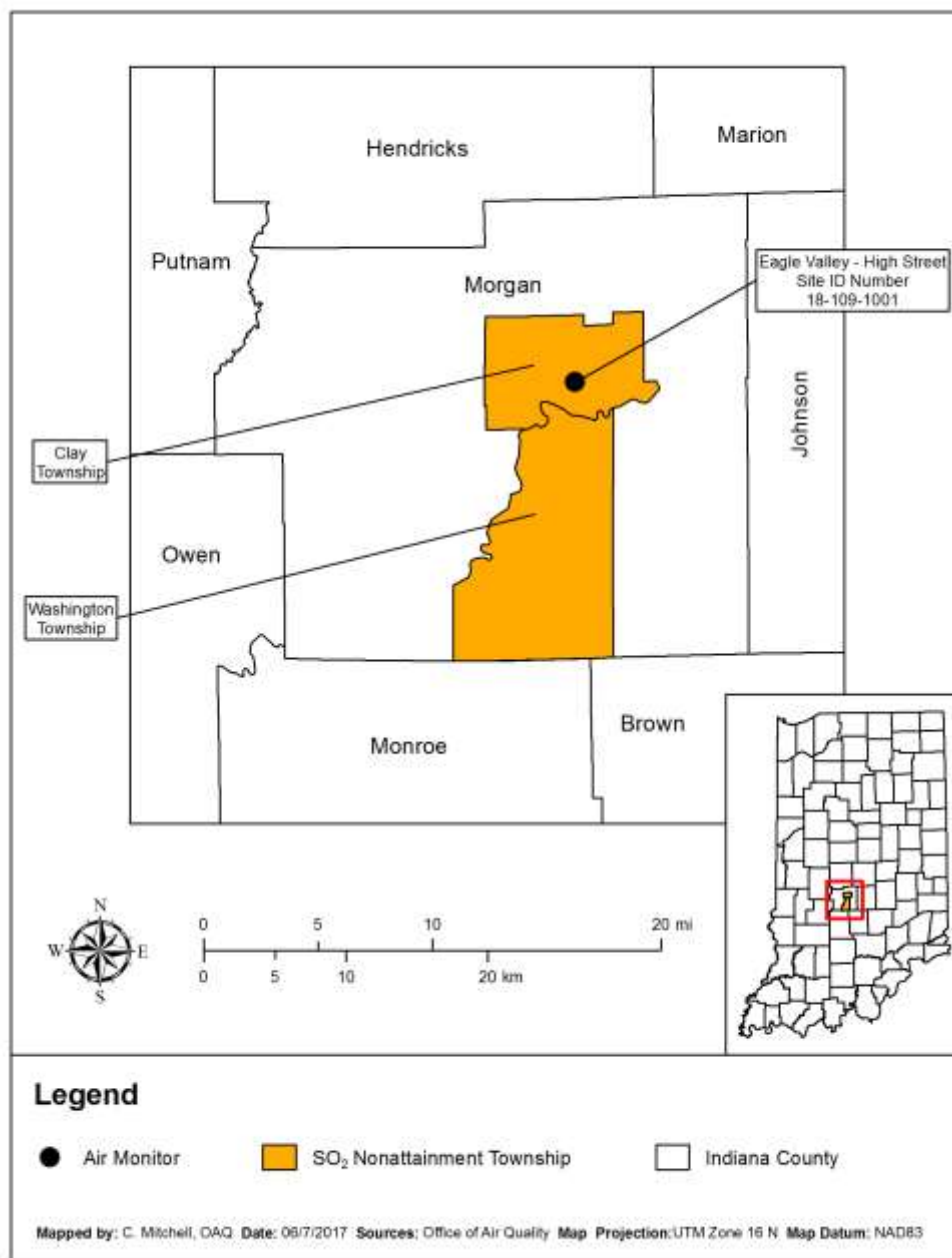 Hendricks
Marion
Putnam
Morgan
Eagle Valley - High Street
Site ID Number
18-109-1001
Johnson
Clay
Township
Owen
Washington
Township
Monroe
Brown
N
W
E
S
0 5 10 20 mi
0 5 10 20 km
Legend
Air Monitor
SO₂ Nonattainment Township
Indiana County
Mapped by: C. Mitchell, OAQ Date: 06/7/2017 Sources: Office of Air Quality Map Projection:UTM Zone 16 N Map Datum: NAD83